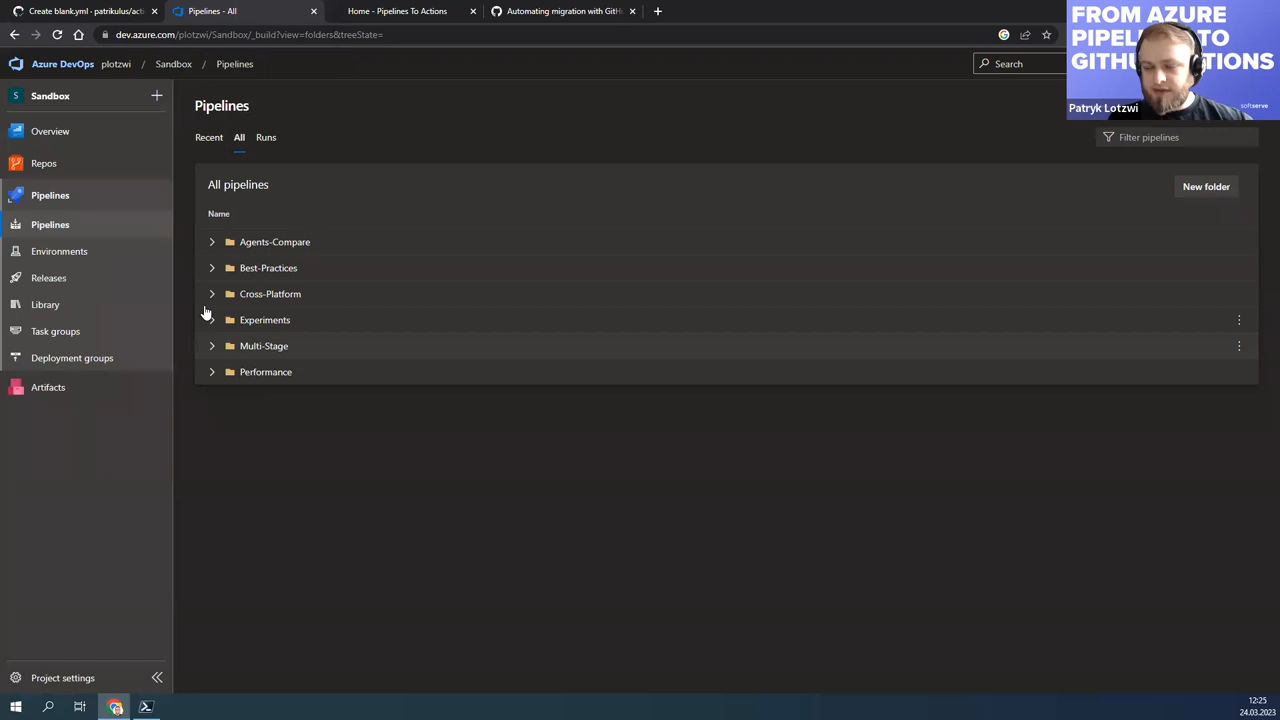 Create blank.yml · patrikulus/acti
Pipelines - All
Home - Pipelines To Actions
Automating migration with GitHu
dev.azure.com/plotzwi/Sandbox/_build?view=folders&treeState=
FROM AZURE
PIPELINES TO
GITHU TIONS
Patryk Lotzwi
softserve
Azure DevOps
plotzwi
/
Sandbox
/
Pipelines
Search
S
Sandbox
Overview
Repos
Pipelines
Pipelines
Environments
Releases
Library
Task groups
Deployment groups
Artifacts
Project settings
Pipelines
Recent
All
Runs
Filter pipelines
All pipelines
New folder
Name
Agents-Compare
Best-Practices
Cross-Platform
Experiments
Multi-Stage
Performance
12:25
24.03.2023